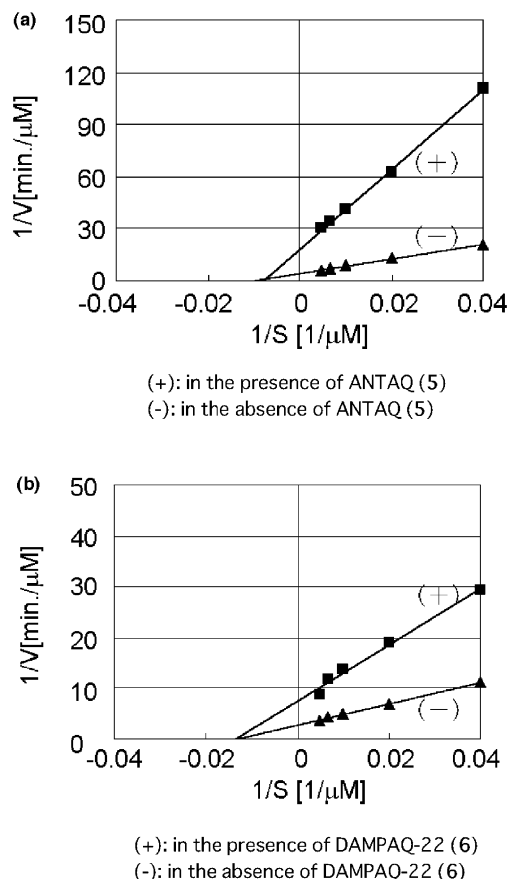 (a)
150
120
90
60
30
0
1/V[min./μM]
(+)
(−)
-0.04 -0.02 0 0.02 0.04
1/S [1/μM]
(+): in the presence of ANTAQ (5)
(-): in the absence of ANTAQ (5)
(b)
50
40
30
20
10
0
1/V[min./μM]
(+)
(−)
-0.04 -0.02 0 0.02 0.04
1/S [1/μM]
(+): in the presence of DAMPAQ-22 (6)
(-): in the absence of DAMPAQ-22 (6)